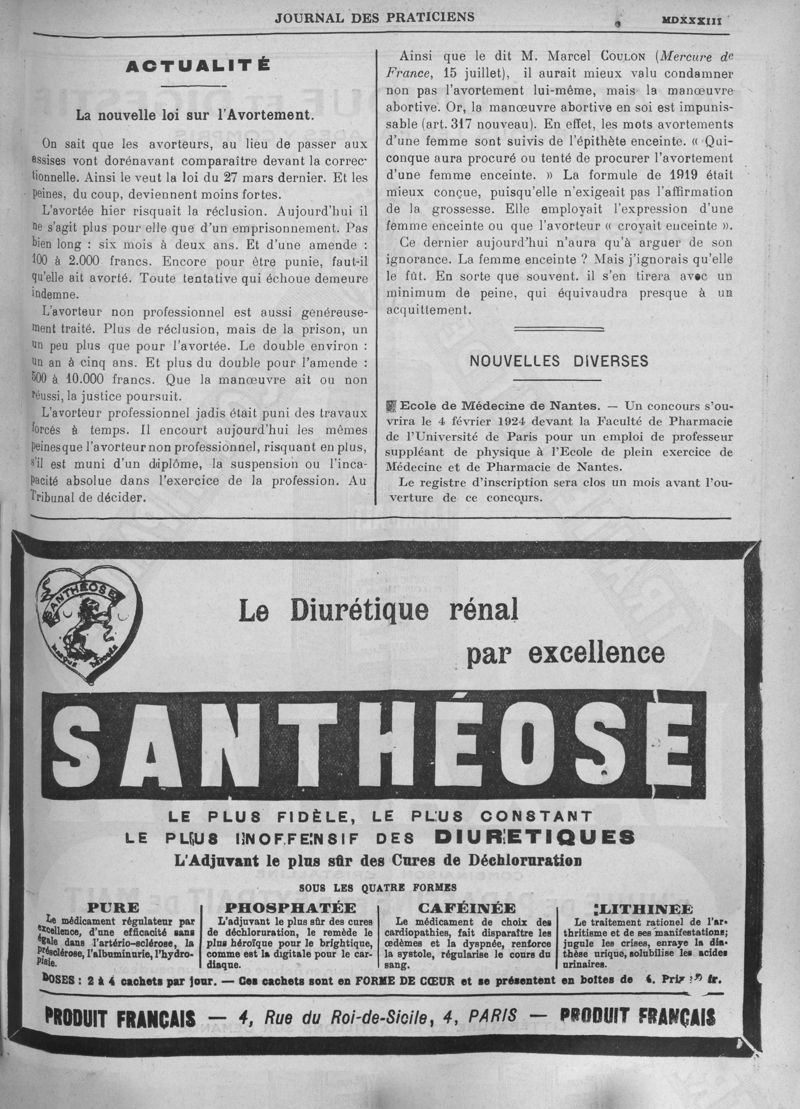 JOURNAL DES PRATICIENS
MDXXXIII
ACTUALITÉ
La nouvelle loi sur l'Avortement.
On sait que les avorteurs, au lieu de passer aux
assises vont dorénavant comparaître devant la correc-
tionnelle. Ainsi le veut la loi du 27 mars dernier. Et les
peines, du coup, deviennent moins fortes.
L'avortée hier risquait la réclusion. Aujourd'hui il
ne s'agit plus pour elle que d'un emprisonnement. Pas
bien long : six mois à deux ans. Et d'une amende :
100 à 2.000 francs. Encore pour être punie, faut-il
qu'elle ait avorté. Toute tentative qui échoue demeure
indemne.
L'avorteur non professionnel est aussi genéreuse-
ment traité. Plus de réclusion, mais de la prison, un
un peu plus que pour l'avortée. Le double environ :
un an à cinq ans. Et plus du double pour l'amende :
500 à 10.000 francs. Que la manœuvre ait ou non
réussi, la justice poursuit.
L'avorteur professionnel jadis était puni des travaux
forcés à temps. Il encourt aujourd'hui les mêmes
peines que l'avorteur non professionnel, risquant en plus,
s'il est muni d'un diplôme, la suspension ou l'inca-
pacité absolue dans l'exercice de la profession. Au
Tribunal de décider.
Ainsi que le dit M. Marcel COULON (Mercure de
France, 15 juillet), il aurait mieux valu condamner
non pas l'avortement lui-même, mais la manœuvre
abortive. Or, la manœuvre abortive en soi est impunis-
sable (art. 317 nouveau). En effet, les mots avortements
d'une femme sont suivis de l'épithète enceinte. « Qui-
conque aura procuré ou tenté de procurer l'avortement
d'une femme enceinte. » La formule de 1919 était
mieux conçue, puisqu'elle n'exigeait pas l'affirmation
de la grossesse. Elle employait l'expression d'une
femme enceinte ou que l'avorteur « croyait enceinte ».
Ce dernier aujourd'hui n'aura qu'à arguer de son
ignorance. La femme enceinte ? Mais j'ignorais qu'elle
le fût. En sorte que souvent. il s'en tirera avec un
minimum de peine, qui équivaudra presque à un
acquittement.
NOUVELLES DIVERSES
Ecole de Médecine de Nantes. — Un concours s'ou-
vrira le 4 février 1924 devant la Faculté de Pharmacie
de l'Université de Paris pour un emploi de professeur
suppléant de physique à l'Ecole de plein exercice de
Médecine et de Pharmacie de Nantes.
Le registre d'inscription sera clos un mois avant l'ou-
verture de ce concours.
SANTHÉOSE
Marque Déposée
Le Diurétique rénal
par excellence
SANTHÉOSE
LE PLUS FIDÈLE, LE PLUS CONSTANT
LE PLUS INOFFENSIF DES DIURETIQUES
L'Adjuvant le plus sûr des Cures de Déchloruration
SOUS LES QUATRE FORMES
PURE
Le médicament régulateur par
excellence, d'une efficacité sans
égale dans l'artério-sclérose, la
présclérose, l'albuminurie, l'hydro-
pisie.
PHOSPHATÉE
L'adjuvant le plus sûr des cures
de déchloruration, le remède le
plus héroïque pour le brightique,
comme est la digitale pour le car-
diaque.
CAFÉINÉE
Le médicament de choix des
cardiopathies, fait disparaître les
œdèmes et la dyspnée, renforce
la systole, régularise le cours du
sang.
LITHINEE
Le traitement rationel de l'ar-
thritisme et de ses manifestations;
jugule les crises, enraye la dia-
thèse urique, solubilise les acides
urinaires.
DOSES : 2 à 4 cachets par jour. — Ces cachets sont en FORME DE CŒUR et se présentent en boîtes de Prix fr.
PRODUIT FRANÇAIS — 4, Rue du Roi-de-Sicile, 4, PARIS — PRODUIT FRANÇAIS